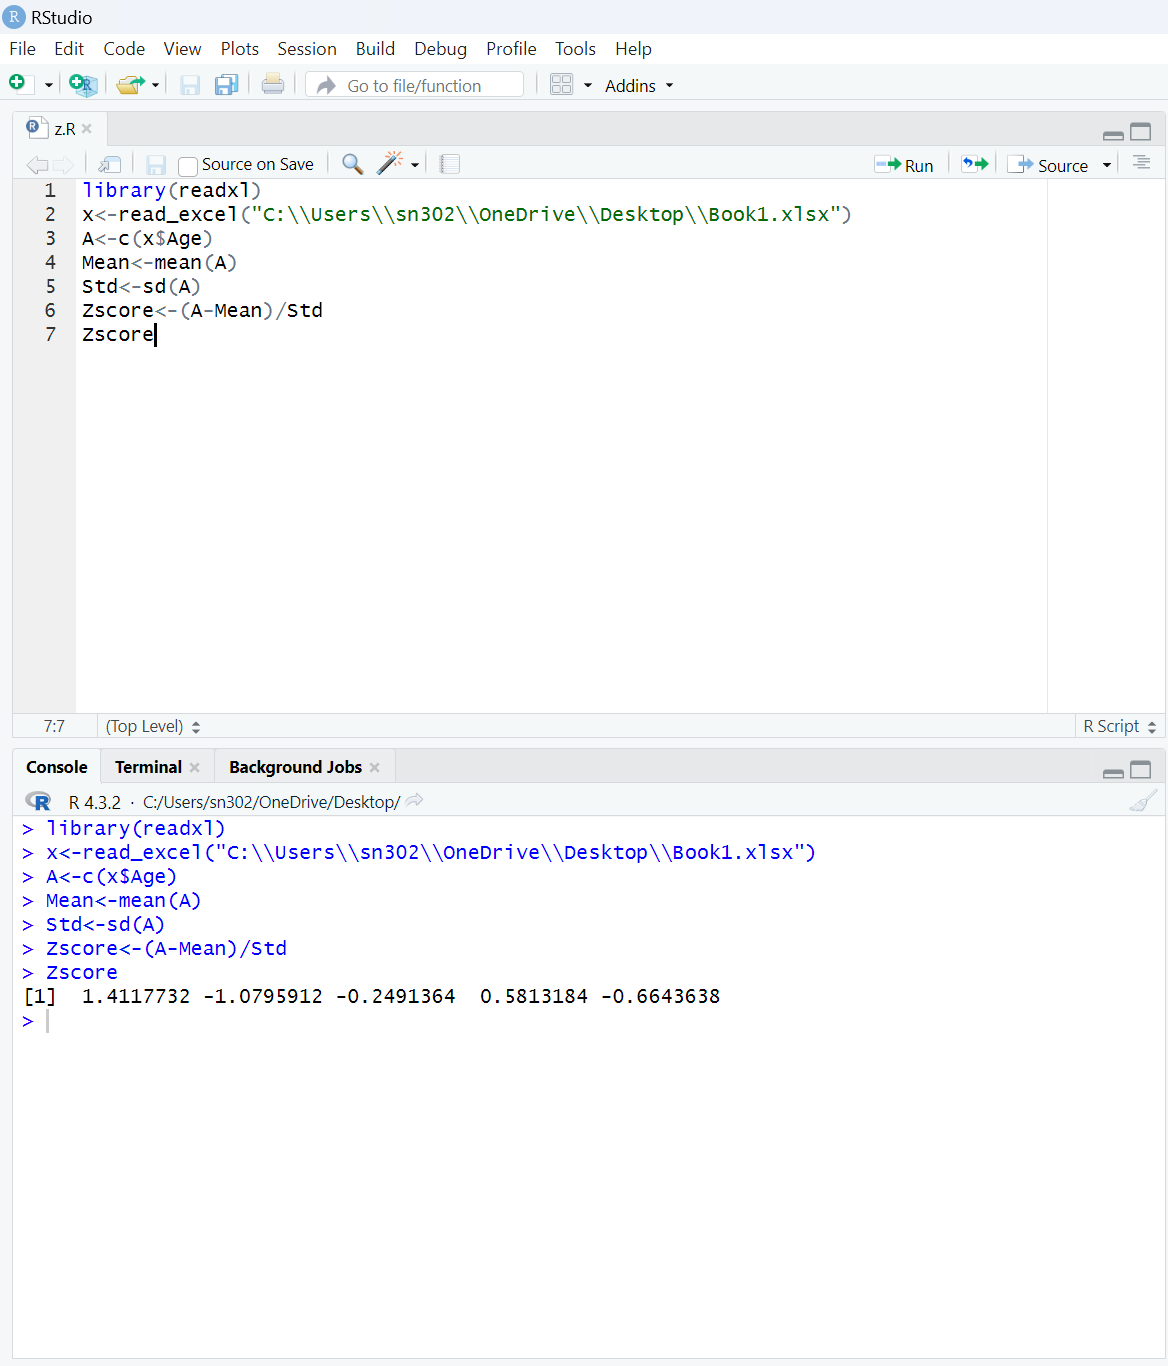 RStudio
File Edit Code View Plots Session Build Debug Profile Tools Help
Go to file/function Addins
z.R
Source on Save Run Source
1 library(readxl)
2 x<-read_excel("C:\\Users\\sn302\\OneDrive\\Desktop\\Book1.xlsx")
3 A<-c(x$Age)
4 Mean<-mean(A)
5 Std<-sd(A)
6 Zscore<-(A-Mean)/Std
7 Zscore
7:7 (Top Level) R Script
Console Terminal Background Jobs
R 4.3.2 · C:/Users/sn302/OneDrive/Desktop/
> library(readxl)
> x<-read_excel("C:\\Users\\sn302\\OneDrive\\Desktop\\Book1.xlsx")
> A<-c(x$Age)
> Mean<-mean(A)
> Std<-sd(A)
> Zscore<-(A-Mean)/Std
> Zscore
[1]  1.4117732 -1.0795912 -0.2491364  0.5813184 -0.6643638
>